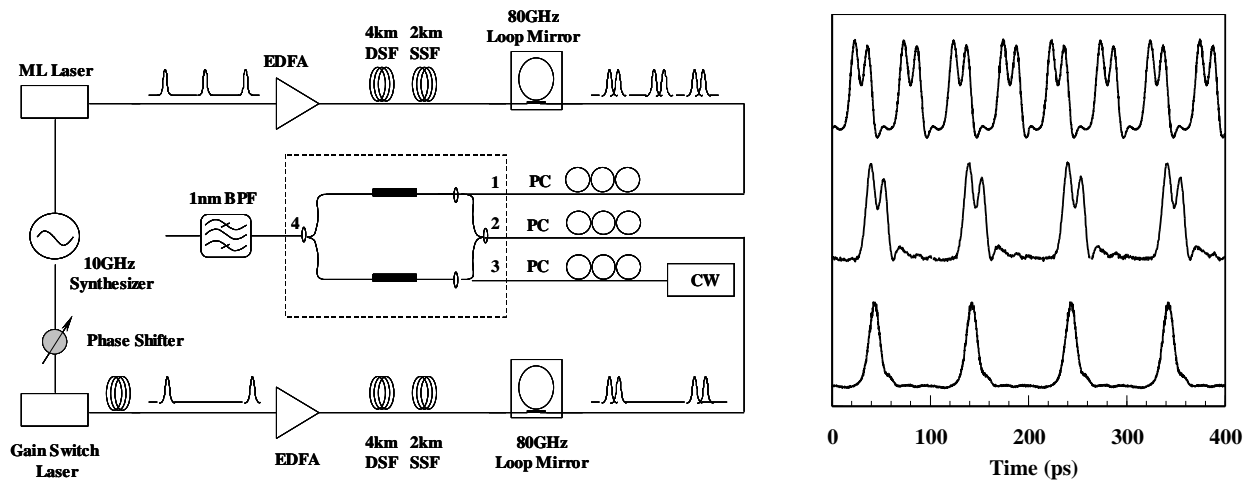 80GHz
Loop Mirror
4km
DSF
2km
SSF
EDFA
ML Laser
1
PC
1nm BPF
4
2
PC
3
PC
CW
10GHz
Synthesizer
Phase Shifter
Gain Switch
Laser
EDFA
4km
DSF
2km
SSF
80GHz
Loop Mirror
0
100
200
300
400
Time (ps)